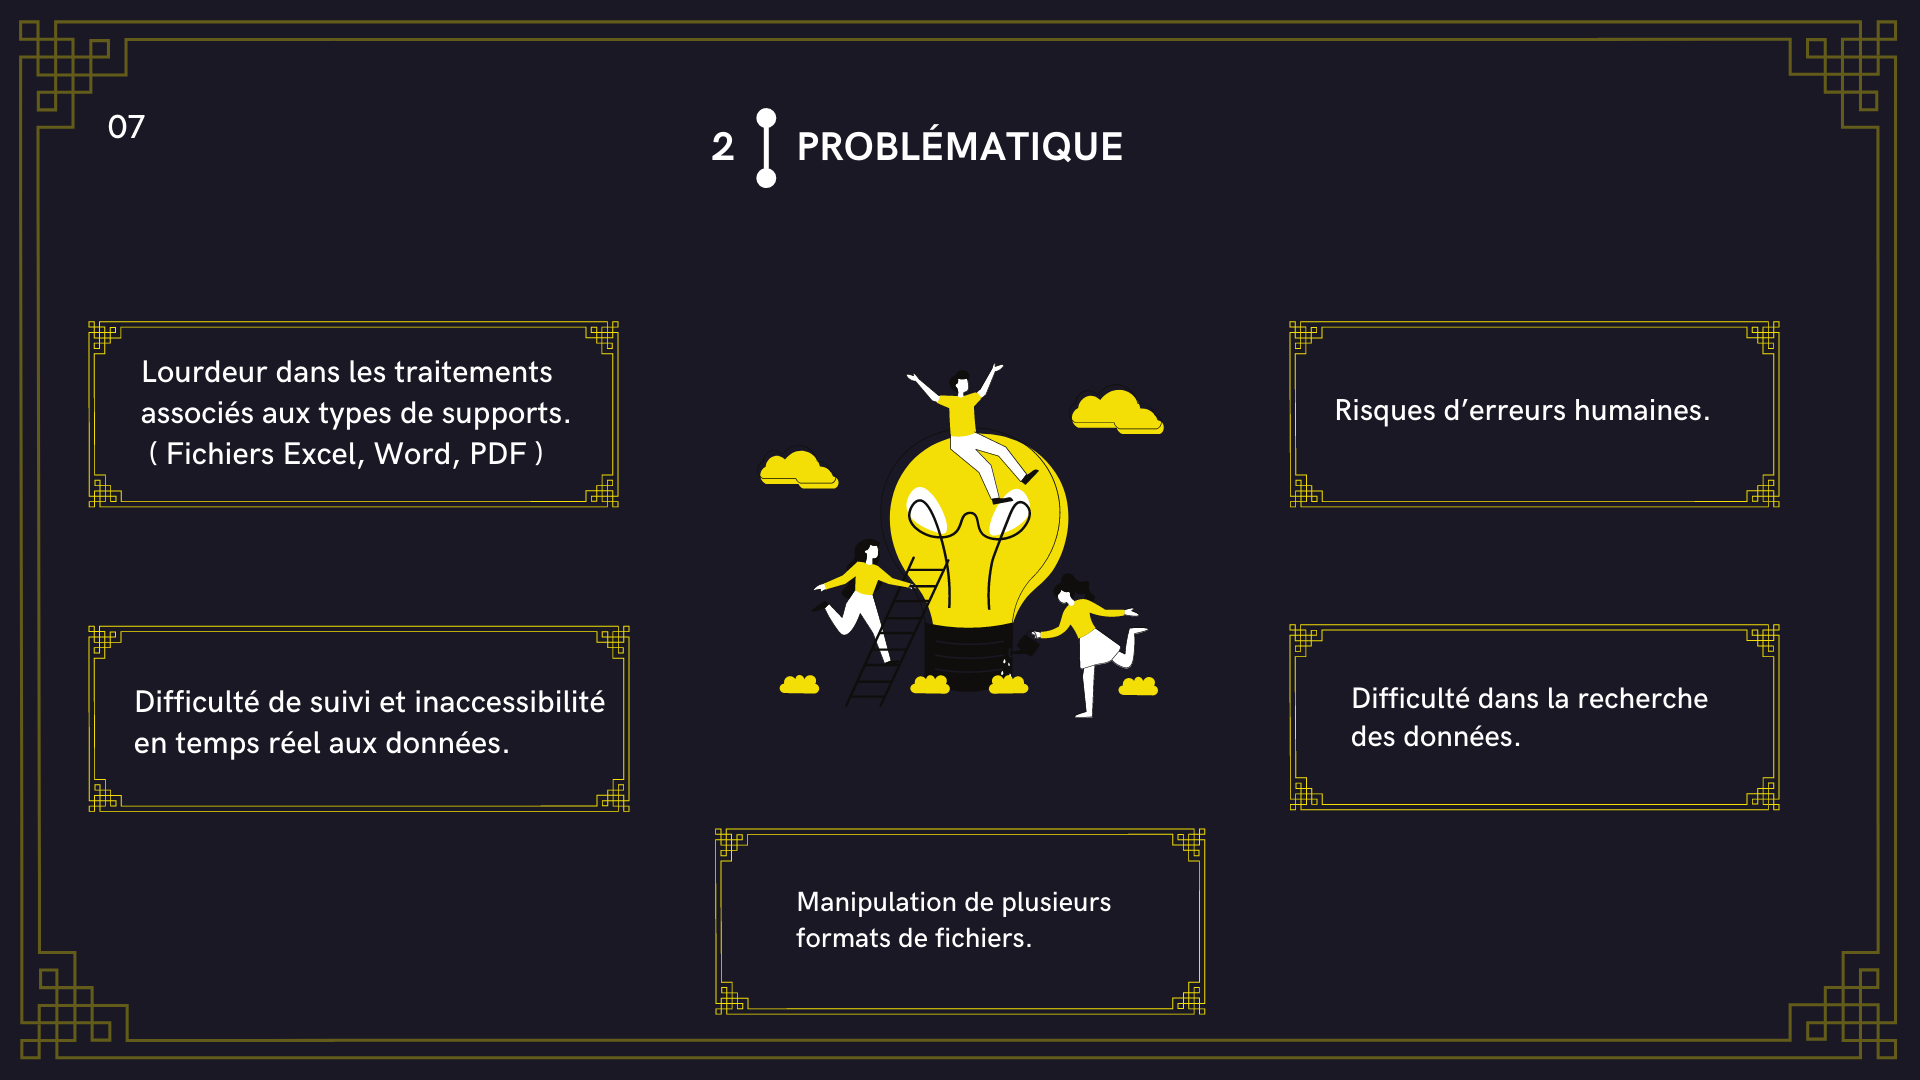 07
2 PROBLÉMATIQUE
Lourdeur dans les traitements
associés aux types de supports.
( Fichiers Excel, Word, PDF )
Risques d’erreurs humaines.
Difficulté de suivi et inaccessibilité
en temps réel aux données.
Difficulté dans la recherche
des données.
Manipulation de plusieurs
formats de fichiers.